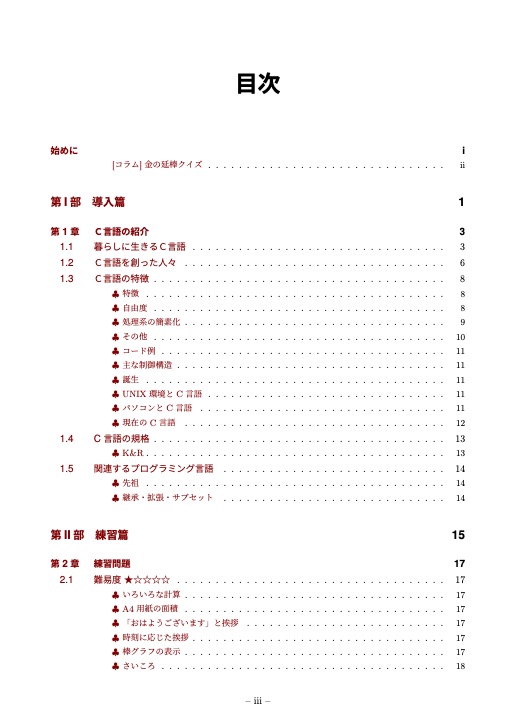 目次
始めに i
[コラム] 金の延棒クイズ . . . . . . . . . . . . . . . . . . . . . . . . . . . . . . ii
第 I 部 導入篇 1
第 1 章 C言語の紹介 3
1.1 暮らしに生きるC言語 . . . . . . . . . . . . . . . . . . . . . . . . . . . . . . . . 3
1.2 C言語を創った人々 . . . . . . . . . . . . . . . . . . . . . . . . . . . . . . . . . 6
1.3 C言語の特徴 . . . . . . . . . . . . . . . . . . . . . . . . . . . . . . . . . . . . . 8
♣ 特徴 . . . . . . . . . . . . . . . . . . . . . . . . . . . . . . . . . . . . . . 8
♣ 自由度 . . . . . . . . . . . . . . . . . . . . . . . . . . . . . . . . . . . . . 8
♣ 処理系の簡素化 . . . . . . . . . . . . . . . . . . . . . . . . . . . . . . . . . 9
♣ その他 . . . . . . . . . . . . . . . . . . . . . . . . . . . . . . . . . . . . . 10
♣ コード例 . . . . . . . . . . . . . . . . . . . . . . . . . . . . . . . . . . . . 11
♣ 主な制御構造 . . . . . . . . . . . . . . . . . . . . . . . . . . . . . . . . . . 11
♣ 誕生 . . . . . . . . . . . . . . . . . . . . . . . . . . . . . . . . . . . . . . 11
♣ UNIX 環境と C 言語 . . . . . . . . . . . . . . . . . . . . . . . . . . . . . . 11
♣ パソコンと C 言語 . . . . . . . . . . . . . . . . . . . . . . . . . . . . . . . 11
♣ 現在の C 言語 . . . . . . . . . . . . . . . . . . . . . . . . . . . . . . . . . 12
1.4 C 言語の規格 . . . . . . . . . . . . . . . . . . . . . . . . . . . . . . . . . . . . . 13
♣ K&R . . . . . . . . . . . . . . . . . . . . . . . . . . . . . . . . . . . . . . 13
1.5 関連するプログラミング言語 . . . . . . . . . . . . . . . . . . . . . . . . . . . . 14
♣ 先祖 . . . . . . . . . . . . . . . . . . . . . . . . . . . . . . . . . . . . . . 14
♣ 継承・拡張・サブセット . . . . . . . . . . . . . . . . . . . . . . . . . . . . 14
第 II 部 練習篇 15
第 2 章 練習問題 17
2.1 難易度 ★☆☆☆☆ . . . . . . . . . . . . . . . . . . . . . . . . . . . . . . . . . . 17
♣ いろいろな計算 . . . . . . . . . . . . . . . . . . . . . . . . . . . . . . . . . 17
♣ A4 用紙の面積 . . . . . . . . . . . . . . . . . . . . . . . . . . . . . . . . . 17
♣ 「おはようございます」と挨拶 . . . . . . . . . . . . . . . . . . . . . . . . . 17
♣ 時刻に応じた挨拶 . . . . . . . . . . . . . . . . . . . . . . . . . . . . . . . . 17
♣ 棒グラフの表示 . . . . . . . . . . . . . . . . . . . . . . . . . . . . . . . . . 17
♣ さいころ . . . . . . . . . . . . . . . . . . . . . . . . . . . . . . . . . . . . 18
– iii –